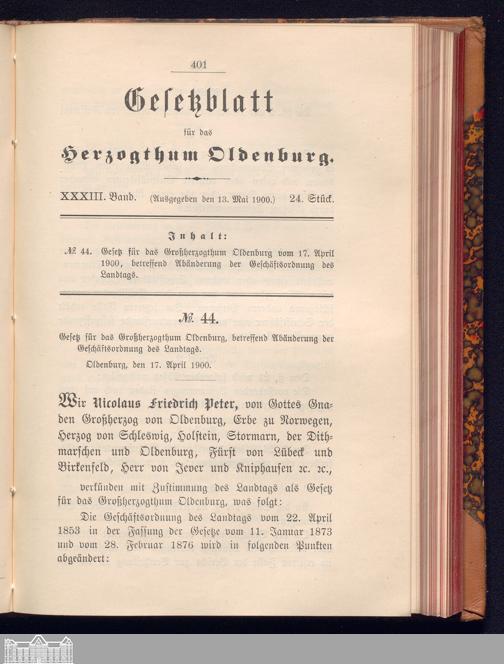 401
Gesetzblatt
für das
Herzogthum Oldenburg.
XXXIII. Band. (Ausgegeben den 13. Mai 1900.) 24. Stück.
Inhalt:
№ 44. Gesetz für das Großherzogthum Oldenburg vom 17. April
1900, betreffend Abänderung der Geschäftsordnung des
Landtags.
№ 44.
Gesetz für das Großherzogthum Oldenburg, betreffend Abänderung der
Geschäftsordnung des Landtags.
Oldenburg, den 17. April 1900.
Wir Nicolaus Friedrich Peter, von Gottes Gna-
den Großherzog von Oldenburg, Erbe zu Norwegen,
Herzog von Schleswig, Holstein, Stormarn, der Dith-
marschen und Oldenburg, Fürst von Lübeck und
Birkenfeld, Herr von Jever und Kniphausen ꝛc. ꝛc.,
verkünden mit Zustimmung des Landtags als Gesetz
für das Großherzogthum Oldenburg, was folgt:
Die Geschäftsordnung des Landtags vom 22. April
1853 in der Fassung der Gesetze vom 11. Januar 1873
und vom 28. Februar 1876 wird in folgenden Punkten
abgeändert: